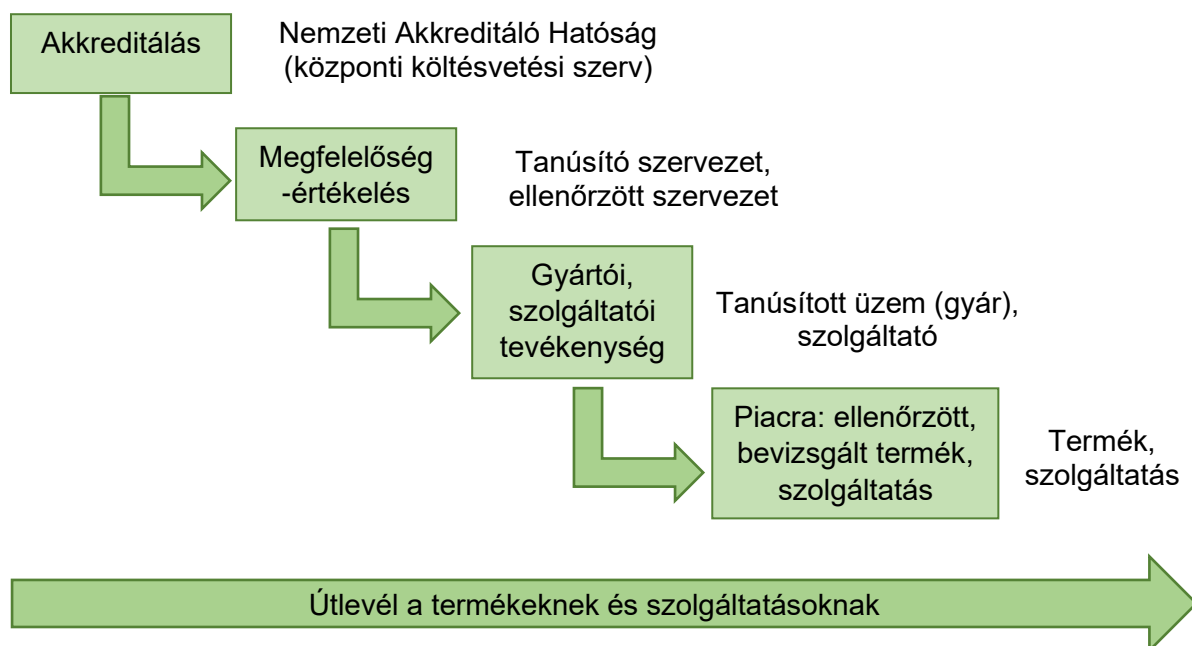 Akkreditálás
Nemzeti Akkreditáló Hatóság
(központi költésvetési szerv)
Megfelelőség
-értékelés
Tanúsító szervezet,
ellenőrzött szervezet
Gyártói,
szolgáltatói
tevékenység
Tanúsított üzem (gyár),
szolgáltató
Piacra: ellenőrzött,
bevizsgált termék,
szolgáltatás
Termék,
szolgáltatás
Útlevél a termékeknek és szolgáltatásoknak